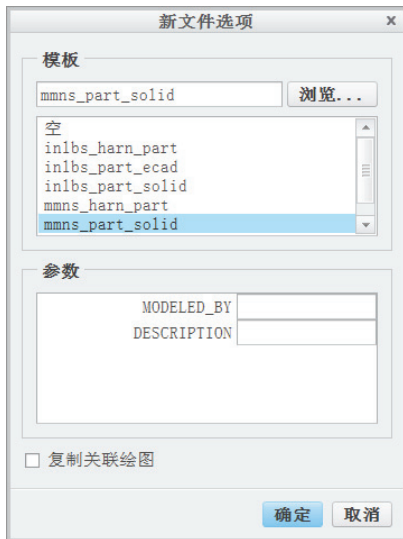 新文件选项 x
模板
mmns_part_solid 浏览...
空
inlbs_harn_part
inlbs_part_ecad
inlbs_part_solid
mmns_harn_part
mmns_part_solid
参数
MODELED_BY
DESCRIPTION
复制关联绘图
确定 取消